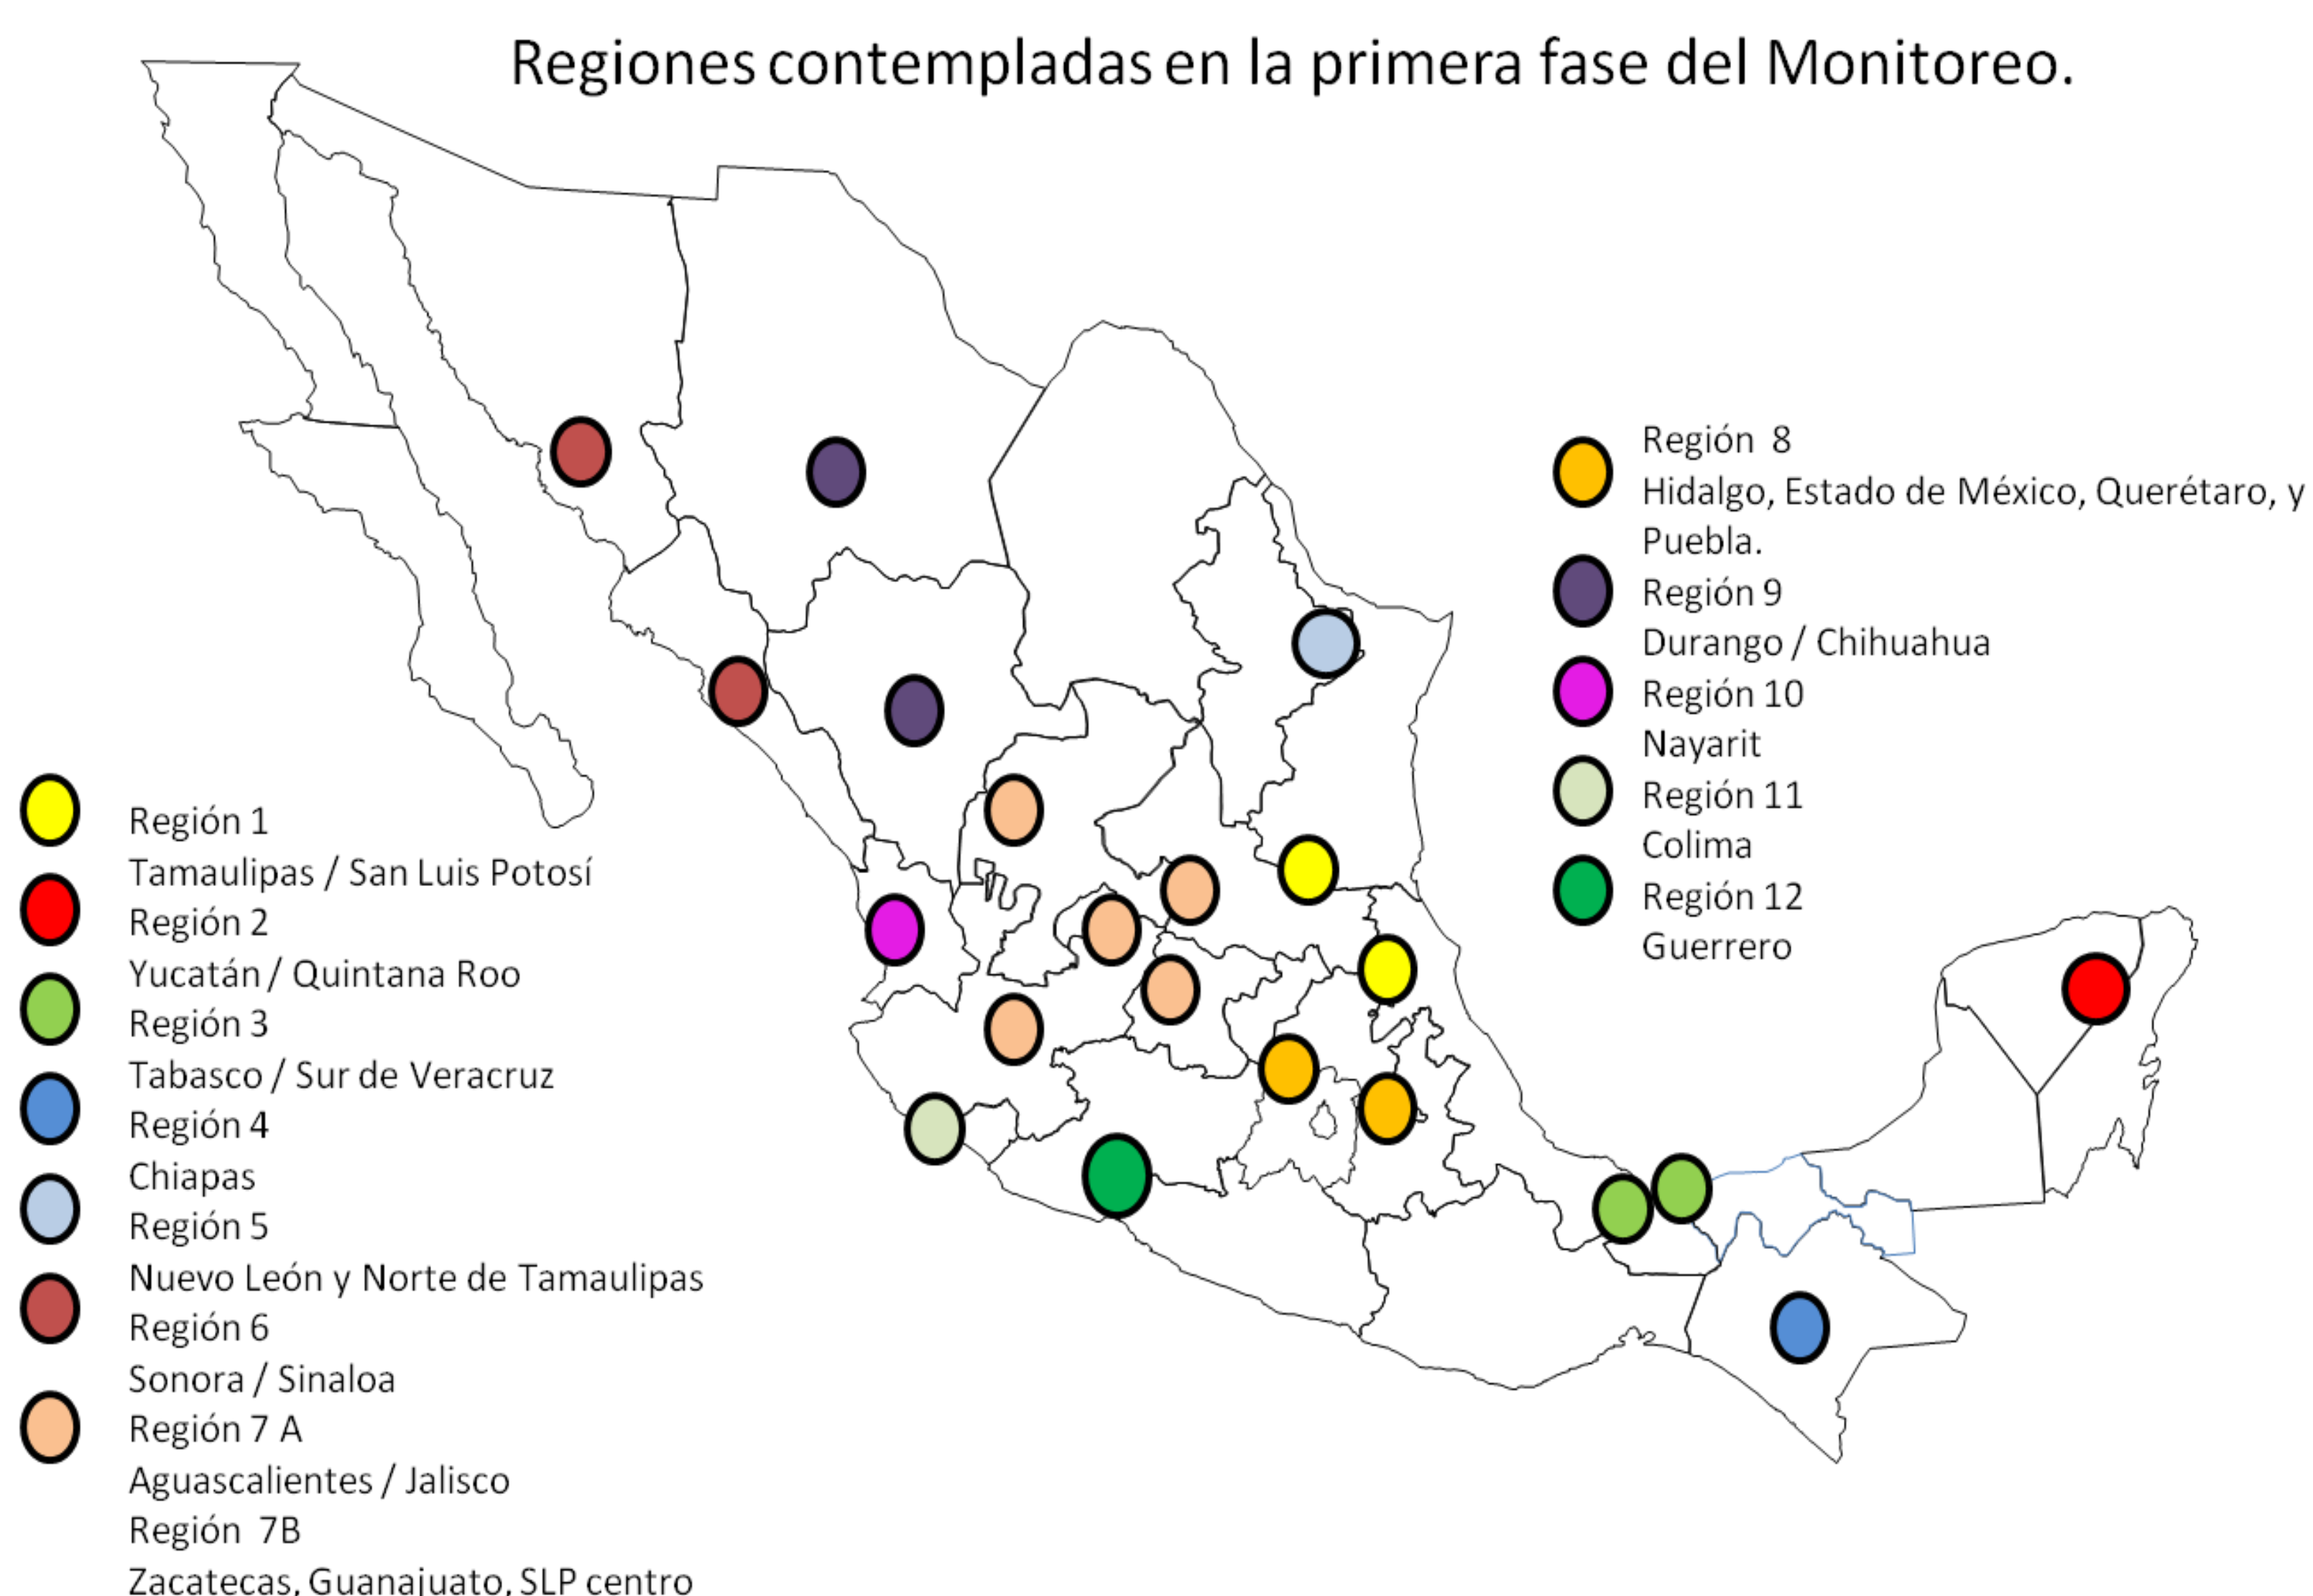 Regiones contempladas en la primera fase del Monitoreo.
Región 1
Tamaulipas / San Luis Potosí
Región 2
Yucatán / Quintana Roo
Región 3
Tabasco / Sur de Veracruz
Región 4
Chiapas
Región 5
Nuevo León y Norte de Tamaulipas
Región 6
Sonora / Sinaloa
Región 7 A
Aguascalientes / Jalisco
Región 7B
Zacatecas, Guanajuato, SLP centro
Región 8
Hidalgo, Estado de México, Querétaro, y
Puebla.
Región 9
Durango / Chihuahua
Región 10
Nayarit
Región 11
Colima
Región 12
Guerrero